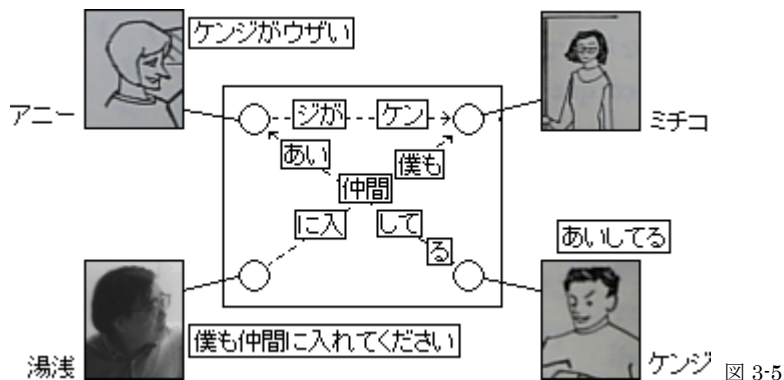 ケンジがウザい
アニー
ジが
ケン
ミチコ
あい
僕も
仲間
に入
して
る
あいしてる
僕も仲間に入れてください
湯浅
ケンジ
図 3-5